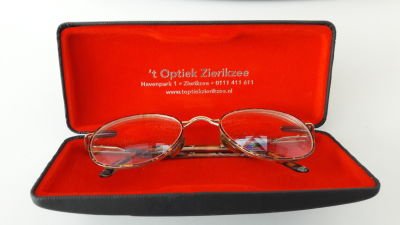 't Optiek Zierikzee
Havenpark 1 • Zierikzee • 0111 411 611
www.toptiekzierikzee.nl